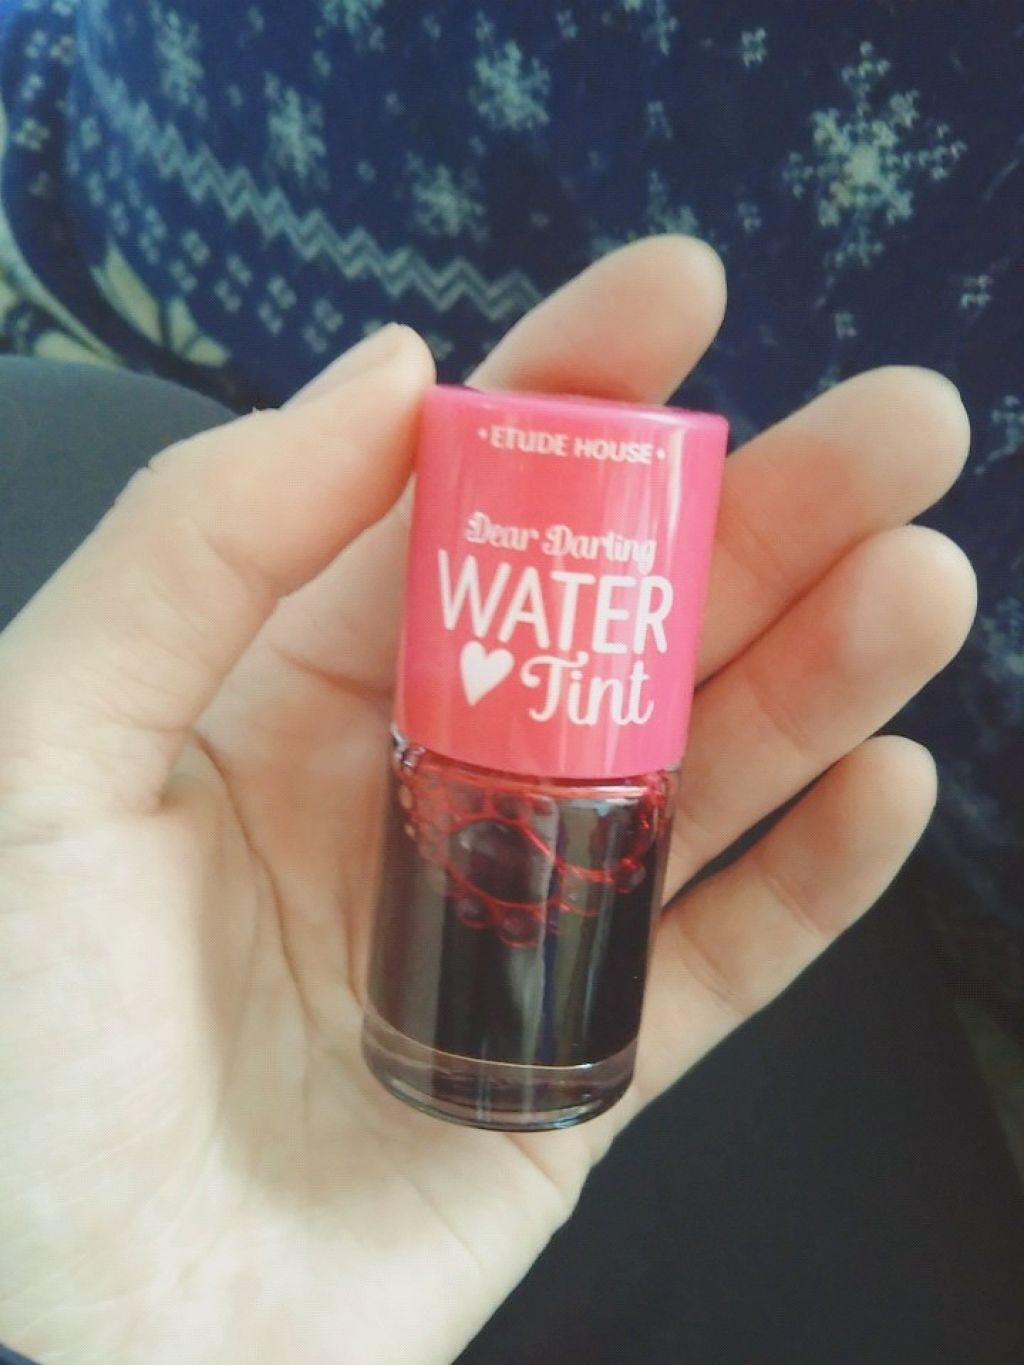 ·ETUDE HOUSE·
Dear Darling
WATER
♥Tint